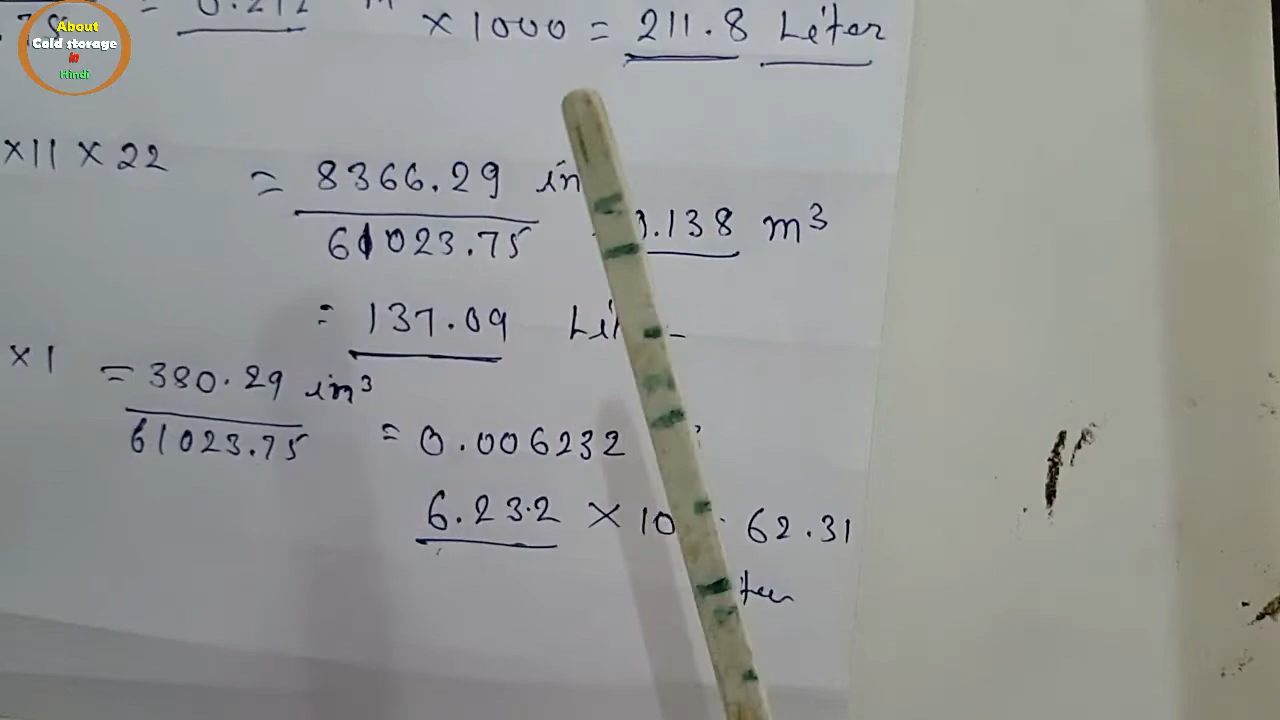 About
Cold storage
in
Hindi
× 1000 = 211.8 Liter
×11 × 22
= 8366.29 in
61023.75
.138 m³
= 137.09 Li
×1
= 380.29 in³
61023.75
= 0.006232
6.232 × 10 62.31